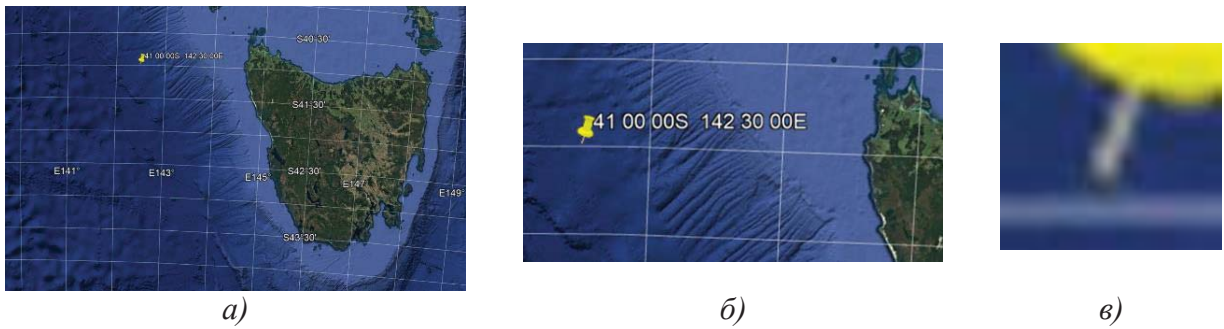 S40°30'
41 00 00S 142 30 00E
S41°30'
E141°
E143°
E145°
S42°30'
E147°
E149°
S43°30'
41 00 00S 142 30 00E
а)
б)
в)